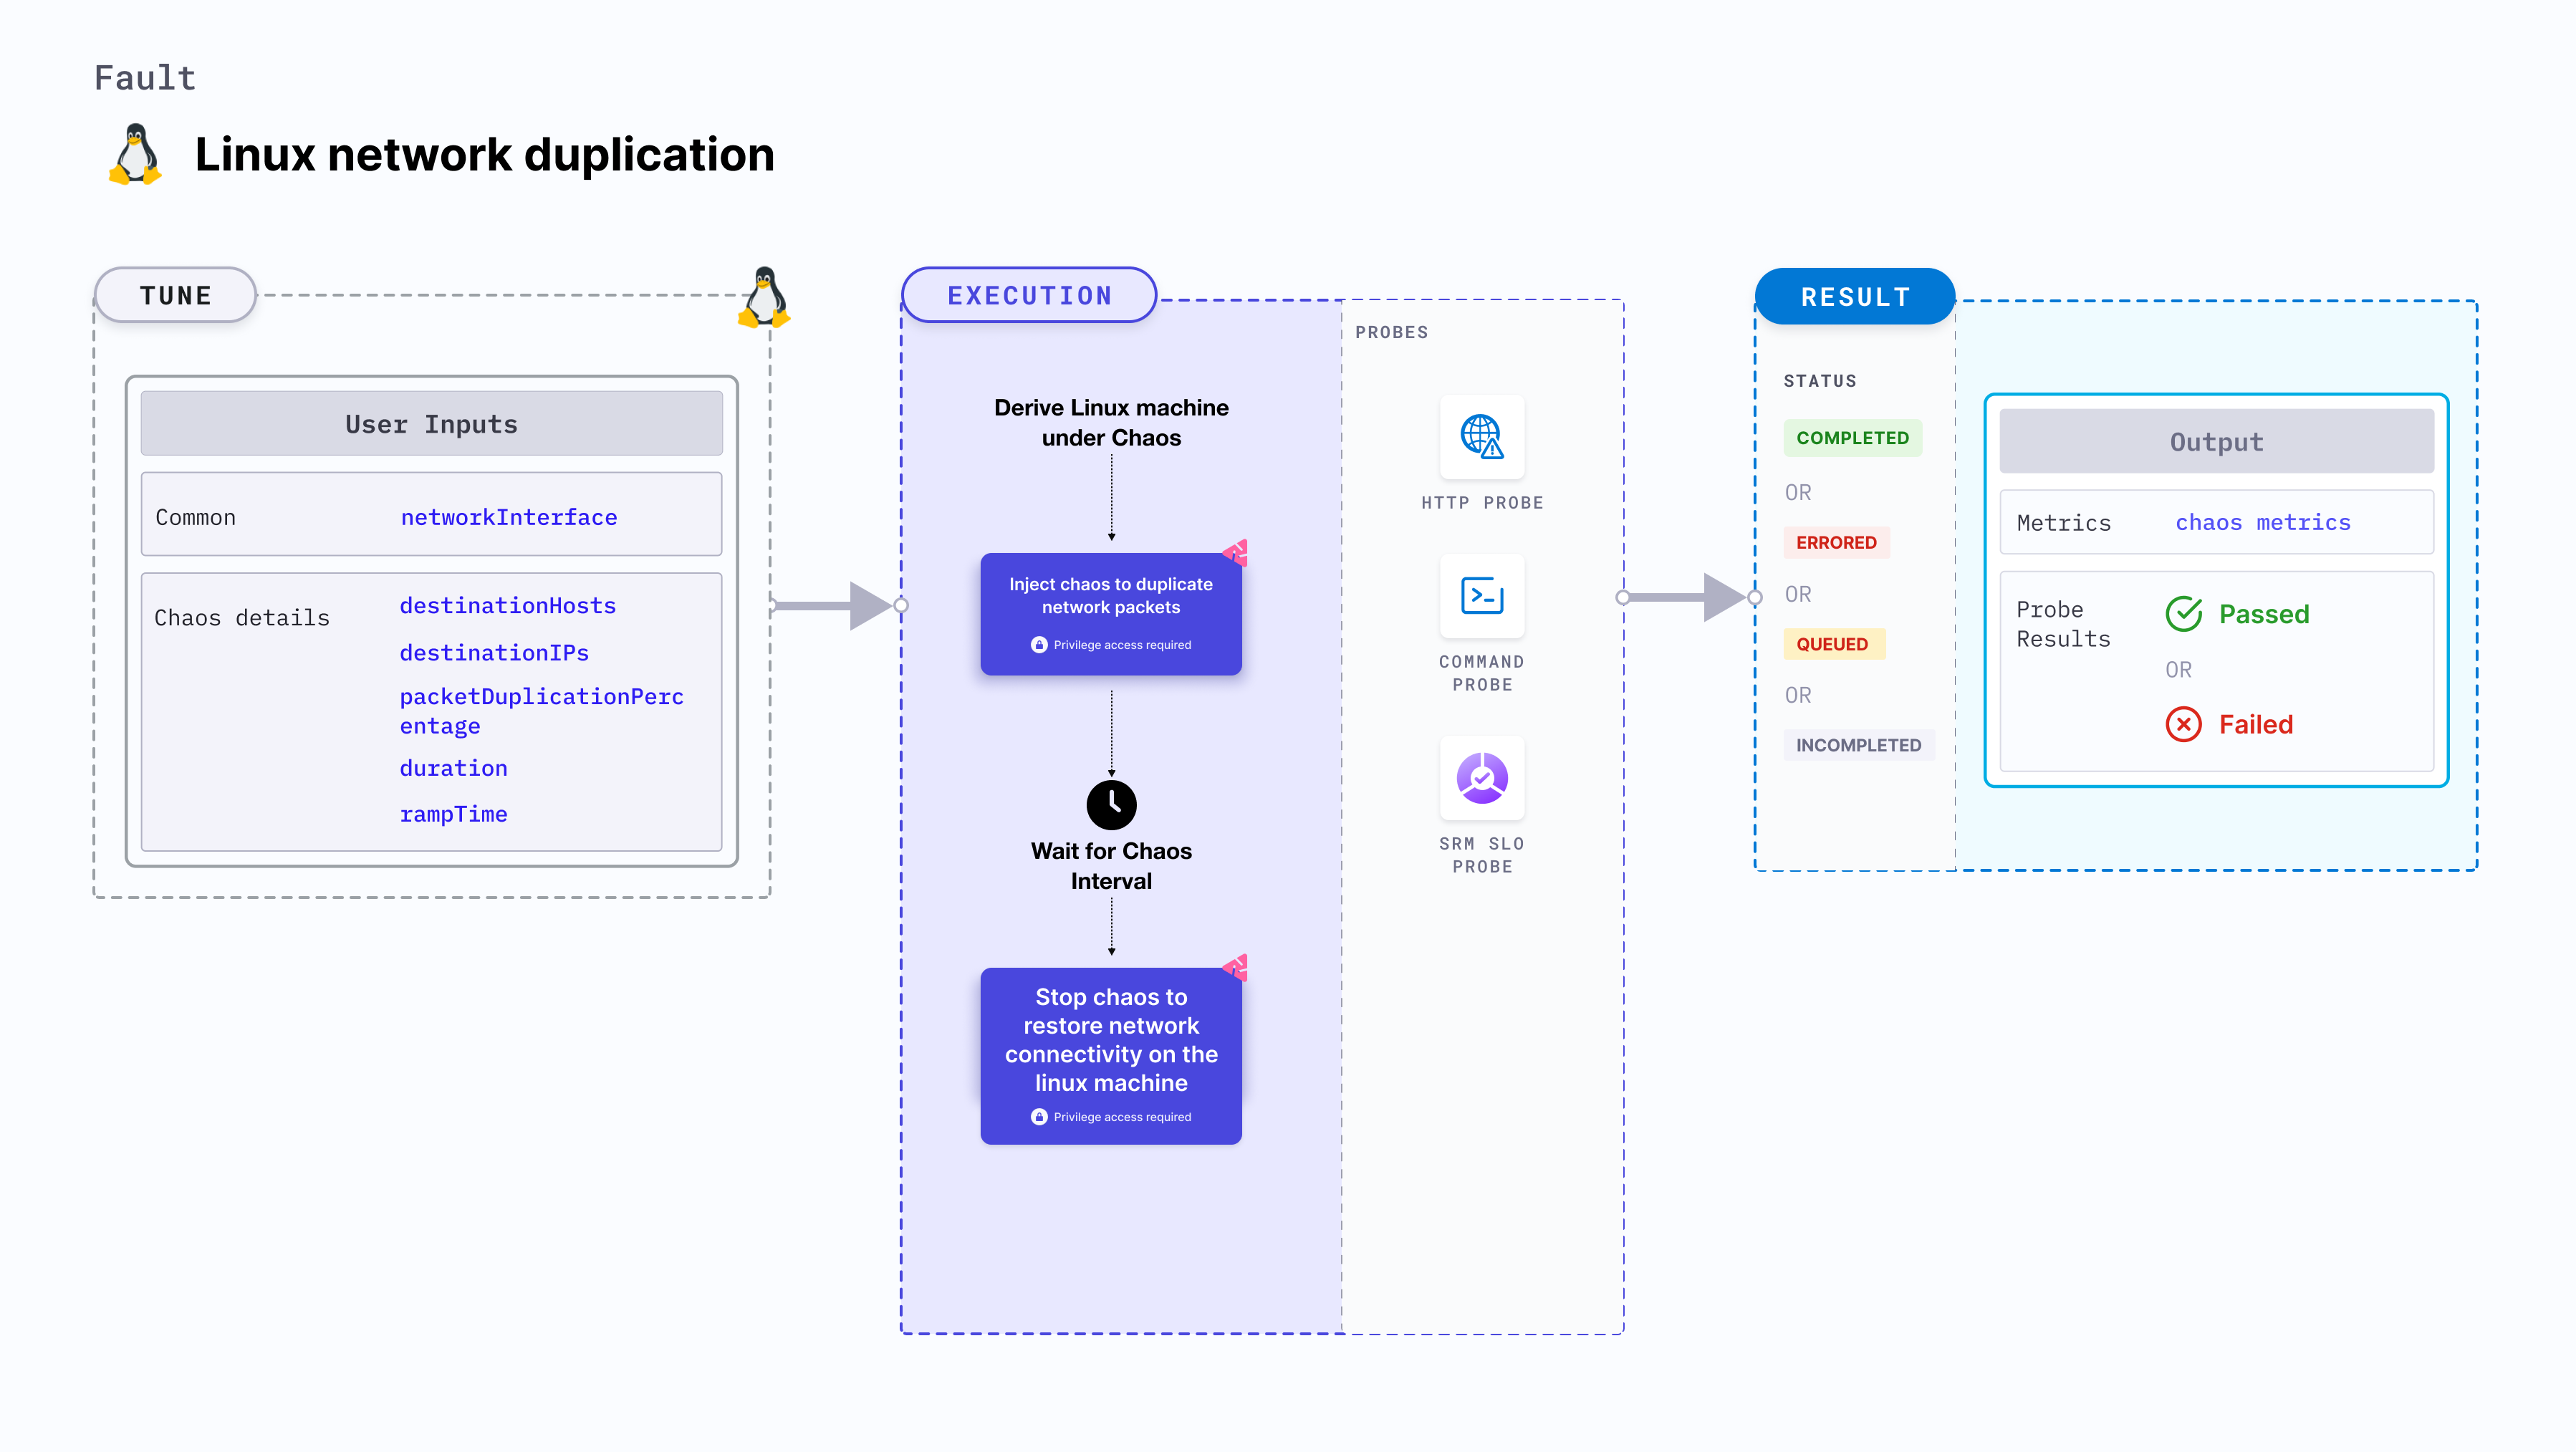 Fault
Linux network duplication
TUNE
User Inputs
Common
networkInterface
Chaos details
destinationHosts
destinationIPs
packetDuplicationPerc
entage
duration
rampTime
EXECUTION
Derive Linux machine
under Chaos
Inject chaos to duplicate
network packets
Privilege access required
Wait for Chaos
Interval
Stop chaos to
restore network
connectivity on the
linux machine
Privilege access required
PROBES
HTTP PROBE
COMMAND
PROBE
SRM SLO
PROBE
RESULT
STATUS
COMPLETED
OR
ERRORED
OR
QUEUED
OR
INCOMPLETED
Output
Metrics
chaos metrics
Probe
Results
Passed
OR
Failed